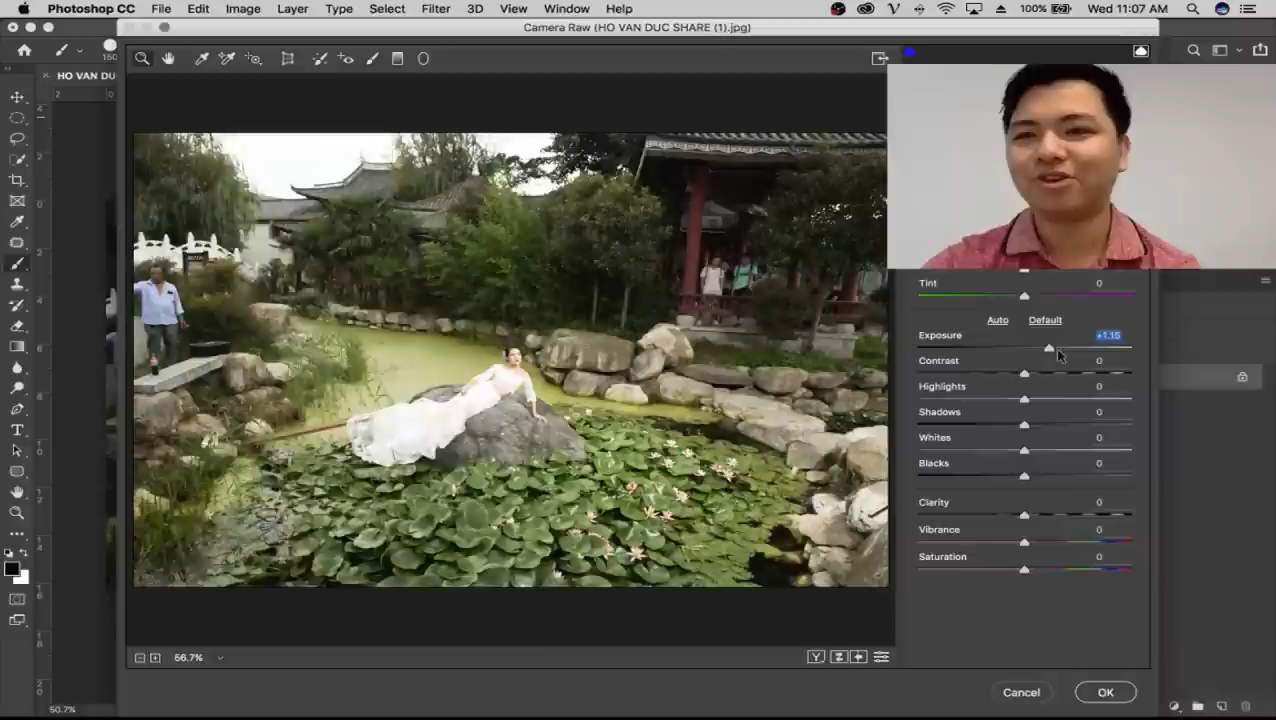 Photoshop CC File Edit Image Layer Type Select Filter 3D View Window Help 100% Wed 11:07 AM
Camera Raw (HO VAN DUC SHARE (1).jpg)
150
HO VAN DU
2 0
Tint 0
Auto Default
Exposure +1.15
Contrast 0
Highlights 0
Shadows 0
Whites 0
Blacks 0
Clarity 0
Vibrance 0
Saturation 0
56.7%
Cancel OK
50.7%